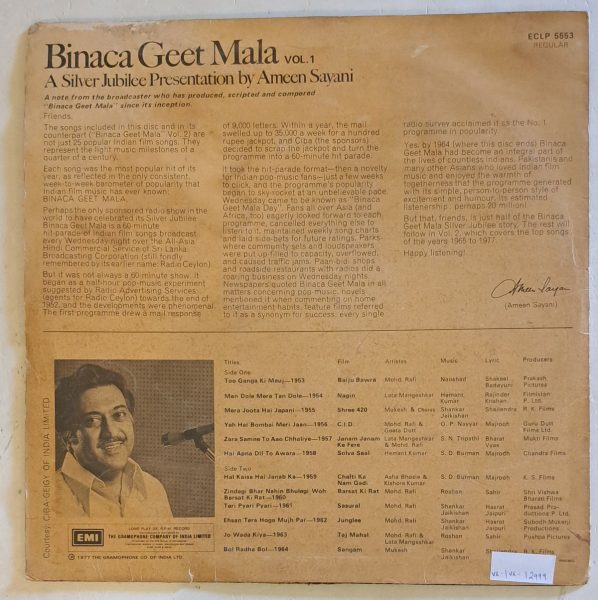 Binaca Geet Mala VOL.1
A Silver Jubilee Presentation by Ameen Sayani
ECLP 5553
REGULAR
A note from the broadcaster who has produced, scripted and compered
"Binaca Geet Mala" since its inception.
Friends,
The songs included in this disc and in its
counterpart ("Binaca Geet Mala" Vol. 2) are
not just 25 popular Indian film songs: They
represent the light music milestones of a
quarter of a century.
Each song was the most popular hit of its
year, as reflected in the only consistent,
week-to-week barometer of popularity that
Indian film music has ever known:
BINACA GEET MALA.
Perhaps the only sponsored radio show in the
world to have celebrated its Silver Jubilee
Binaca Geet Mala is a 60-minute
hit-parade of Indian film songs broadcast
every Wednesday night over the All-Asia
Hindi Commercial Service of Sri Lanka
Broadcasting Corporation (still fondly
remembered by its earlier name: Radio Ceylon).
But it was not always a 60-minute show. It
began as a half-hour pop-music experiment
suggested by Radio Advertising Services
(agents for Radio Ceylon) towards the end of
1952, and the developments were phenomenal.
The first programme drew a mail response
of 9,000 letters. Within a year, the mail
swelled up to 35,000 a week for a hundred
rupee jackpot, and Ciba (the sponsors)
decided to scrap the jackpot and turn the
programme into a 60-minute hit parade.
It took the hit-parade format—then a novelty
for Indian pop-music fans—just a few weeks
to click, and the programme's popularity
began to sky-rocket at an unbelievable pace.
Wednesday came to be known as "Binaca
Geet Mala Day". Fans all over Asia (and
Africa, too) eagerly looked forward to each
programme, cancelled everything else to
listen to it, maintained weekly song charts
and laid side-bets for future ratings. Parks-
where community sets and loudspeakers
were put up-filled to capacity, overflowed,
and caused traffic jams. Paan-bidi shops
and roadside restaurants with radios did a
roaring business on Wednesday nights.
Newspapers quoted Binaca Geet Mala in all
matters concerning pop-music, novels
mentioned it when commenting on home
entertainment habits, feature films referred
to it as a synonym for success; every single
radio survey acclaimed it as the No. 1
programme in popularity.
Yes, by 1964 (where this disc ends) Binaca
Geet Mala had become an integral part of
the lives of countless Indians, Pakistanis and
many other Asians who loved Indian film
music and enjoyed the warmth of
togetherness that the programme generated
with its simple, person-to-person style of
excitement and humour. Its estimated
listenership : perhaps 20 million!
But that, friends, is just half of the Binaca
Geet Mala Silver Jubilee story. The rest will
follow in Vol. 2, which covers the top songs
of the years 1965 to 1977.
Happy listening!
Ameen Sayani
(Ameen Sayani)
Courtesy: CIBA-GEIGY OF INDIA LIMITED
Titles Film Artistes Music Lyric Producers
Side One
Too Ganga Ki Mauj—1953 Baiju Bawra Mohd. Rafi Naushad Shakeel Badayuni Prakash Pictures
Man Dole Mera Tan Dole—1954 Nagin Lata Mangeshkar Hemant Kumar Rajinder Krishan Filmistan P. Ltd.
Mera Joota Hai Japani—1955 Shree 420 Mukesh & Chorus Shankar Jaikishan Shailendra R. K. Films
Yah Hai Bombai Meri Jaan—1956 C.I.D. Mohd. Rafi & Geeta Dutt O. P. Nayyar Majrooh Guru Dutt Films Ltd.
Zara Samne To Aao Chhaliye—1957 Janam Janam Ke Fere Lata Mangeshkar & Mohd. Rafi S. N. Tripathi Bharat Vyas Mukti Films
Hai Apna Dil To Awara—1958 Solva Saal Hemant Kumar S. D. Burman Majrooh Chandra Films
Side Two
Hal Kaise Hai Janab Ka—1959 Chalti Ka Nam Gadi Asha Bhosle & Kishore Kumar S. D. Burman Majrooh K. S. Films
Zindagi Bhar Nahin Bhulegi Woh Barsat Ki Rat—1960 Barsat Ki Rat Mohd. Rafi Roshan Sahir Shri Vishwa Bharati Films
Teri Pyari Pyari—1961 Sasural Mohd. Rafi Shankar Jaikishan Hasrat Jaipuri Prasad Productions P. Ltd.
Ehsan Tera Hoga Mujh Par—1962 Junglee Mohd. Rafi Shankar Jaikishan Hasrat Jaipuri Subodh Mukerji Productions
Jo Wada Kiya—1963 Taj Mahal Mohd. Rafi & Lata Mangeshkar Roshan Sahir Pushpa Pictures
Bol Radha Bol—1964 Sangam Mukesh Shankar Jaikishan R. K. Films
LONG PLAY 33⅓ R.P.M. RECORD
EMI
THE GRAMOPHONE COMPANY OF INDIA LIMITED
℗ 1977 THE GRAMOPHONE CO OF INDIA LTD.